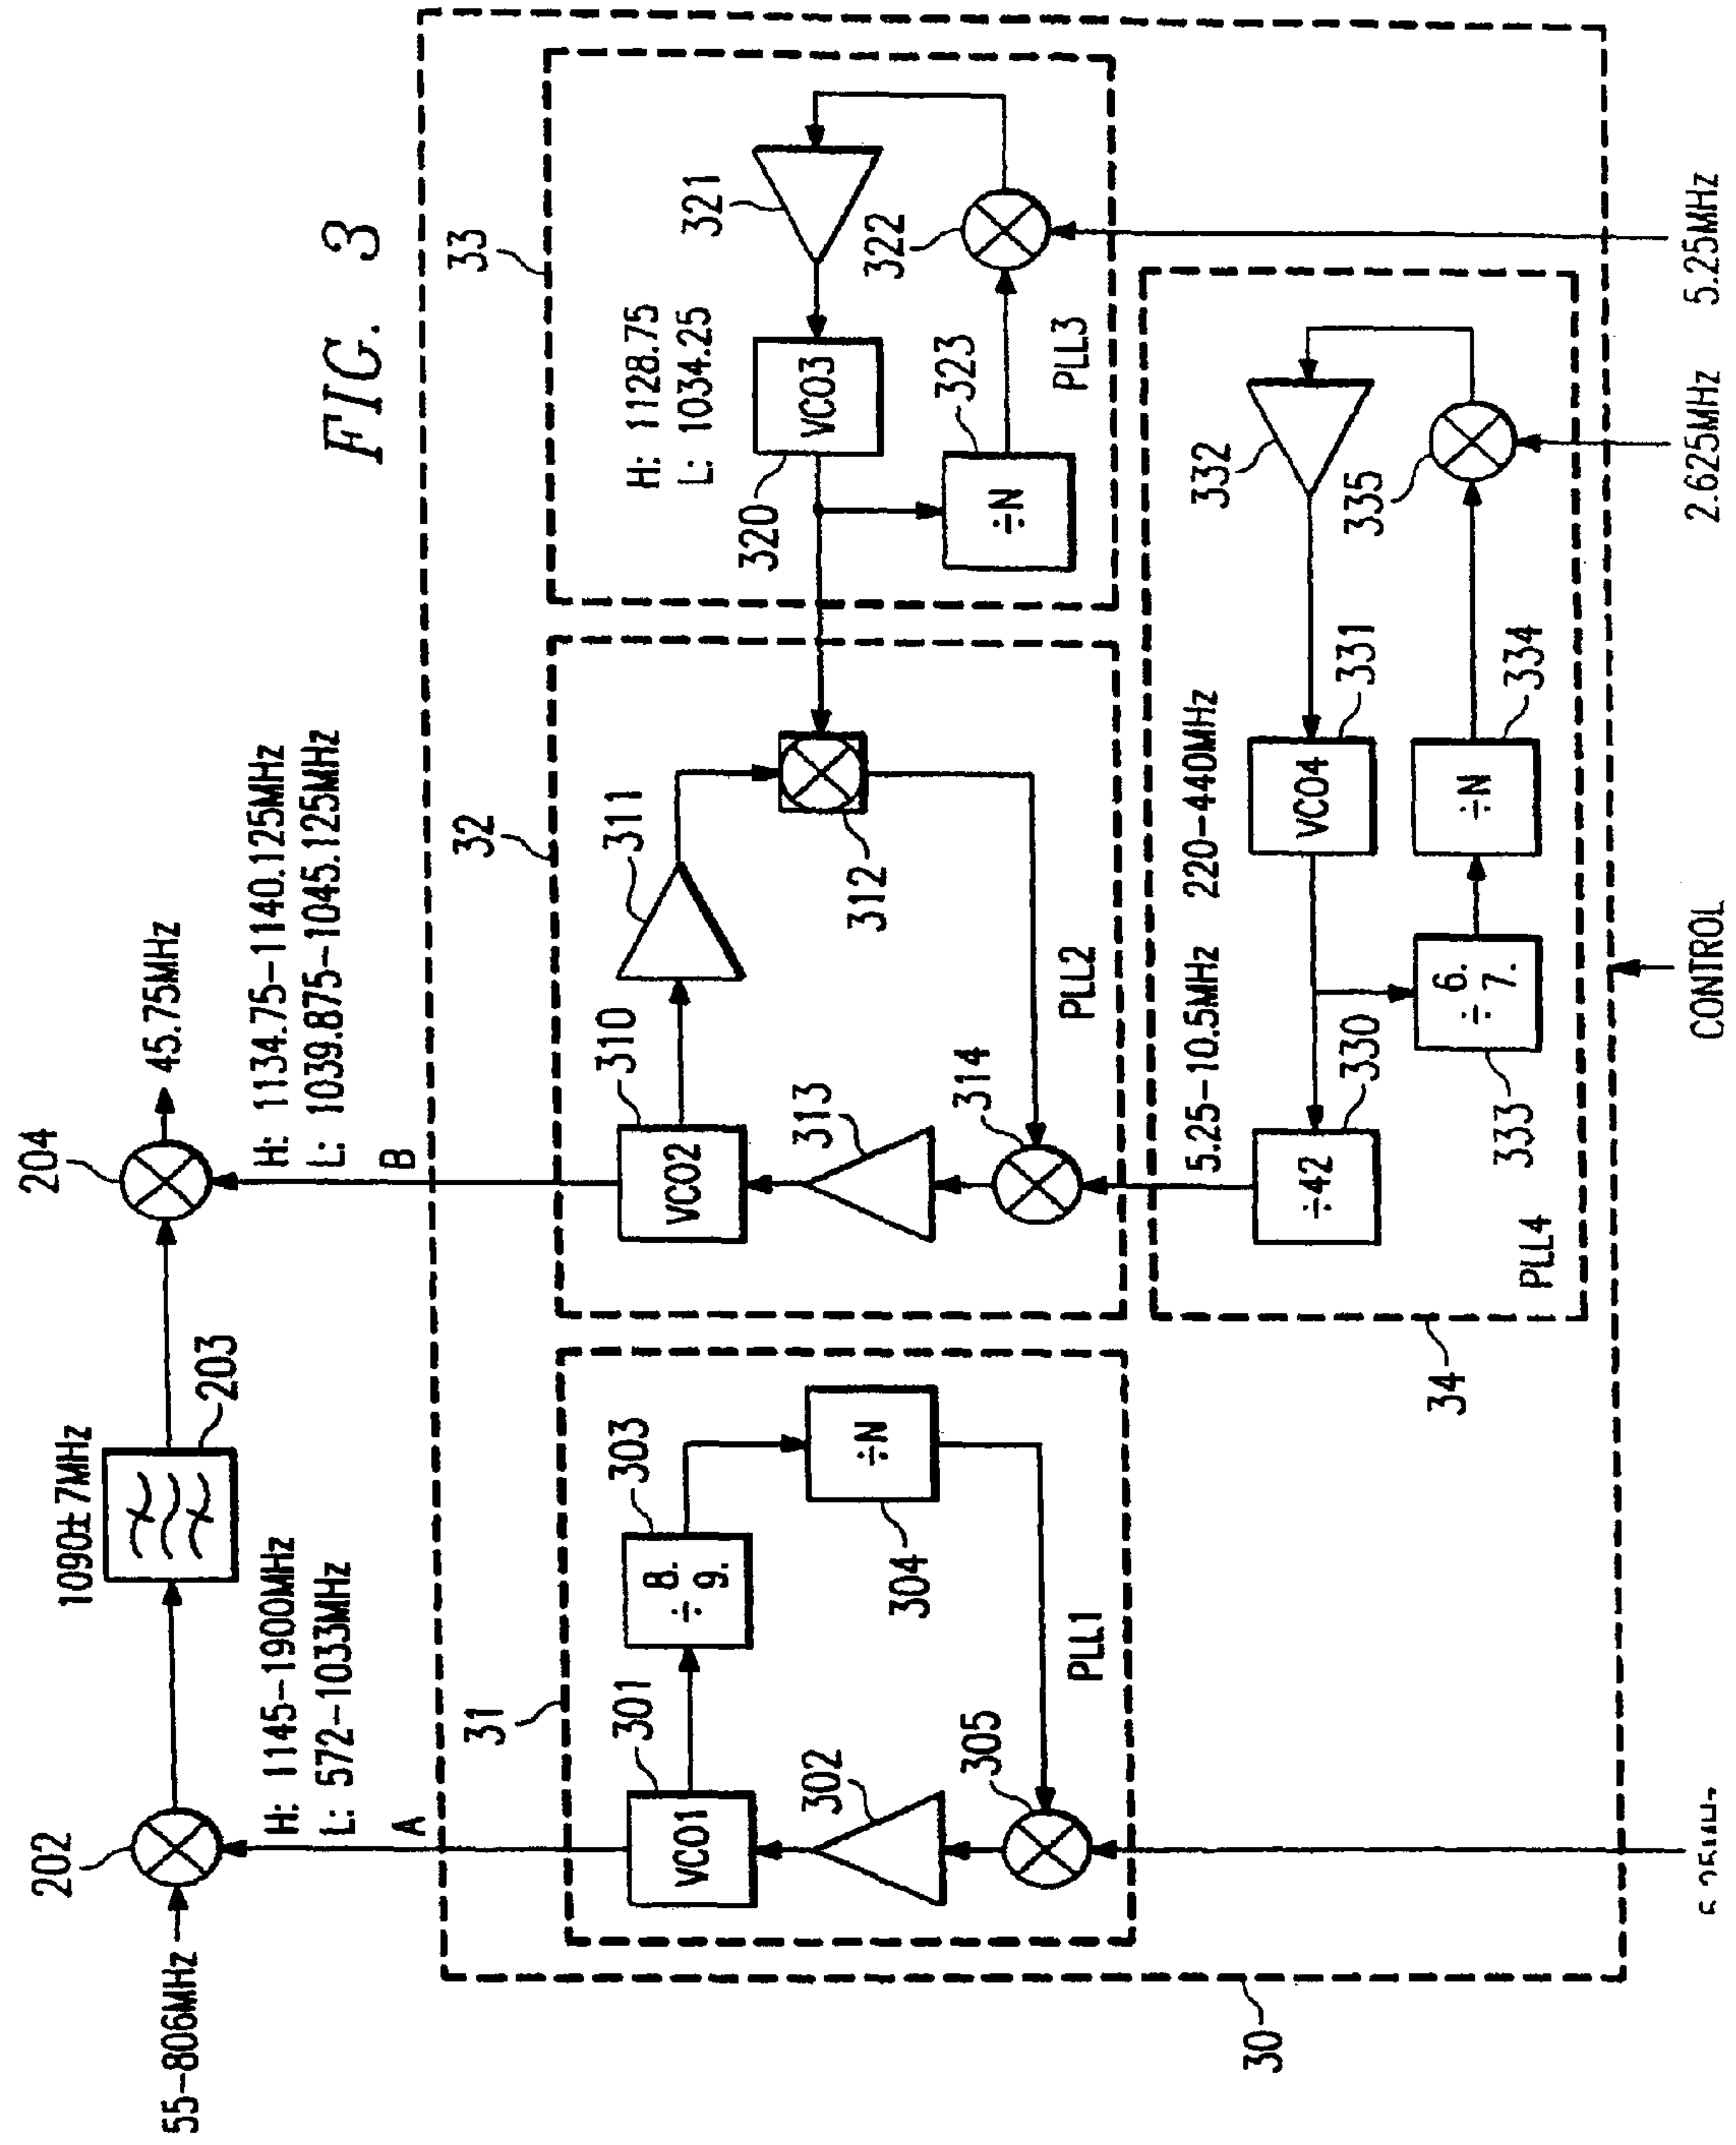 FIG. 3
55-806MHz
202
1090±7MHz
203
204
45.75MHz
H: 1145-1900MHz
L: 572-1033MHz
A
H: 1134.75-1140.125MHz
L: 1039.875-1045.125MHz
B
30
31
301
VCO1
303
÷ 8.
9.
302
304
÷N
305
PLL1
32
310
VCO2
311
313
312
314
PLL2
33
H: 1128.75
L: 1034.25
320
VCO3
321
322
323
÷N
PLL3
34
5.25-10.5MHz
220-440MHz
÷42
330
VCO4
331
332
333
÷ 6.
7.
÷N
334
335
PLL4
CONTROL
2.625MHz
5.25MHz